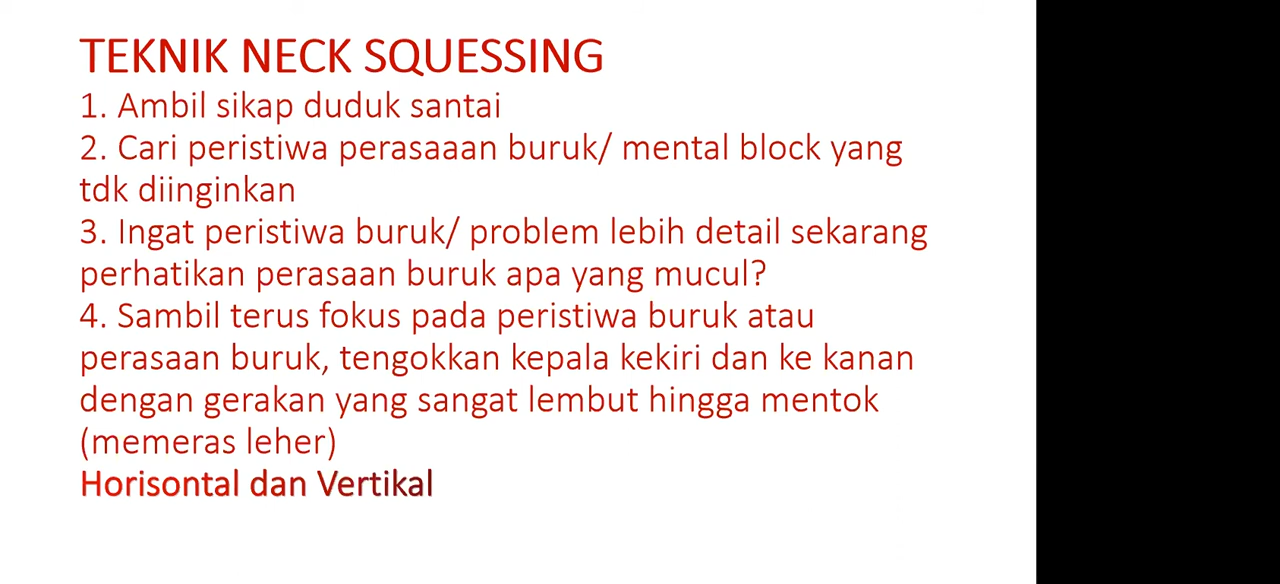 TEKNIK NECK SQUESSING
1. Ambil sikap duduk santai
2. Cari peristiwa perasaaan buruk/ mental block yang
tdk diinginkan
3. Ingat peristiwa buruk/ problem lebih detail sekarang
perhatikan perasaan buruk apa yang mucul?
4. Sambil terus fokus pada peristiwa buruk atau
perasaan buruk, tengokkan kepala kekiri dan ke kanan
dengan gerakan yang sangat lembut hingga mentok
(memeras leher)
Horisontal dan Vertikal